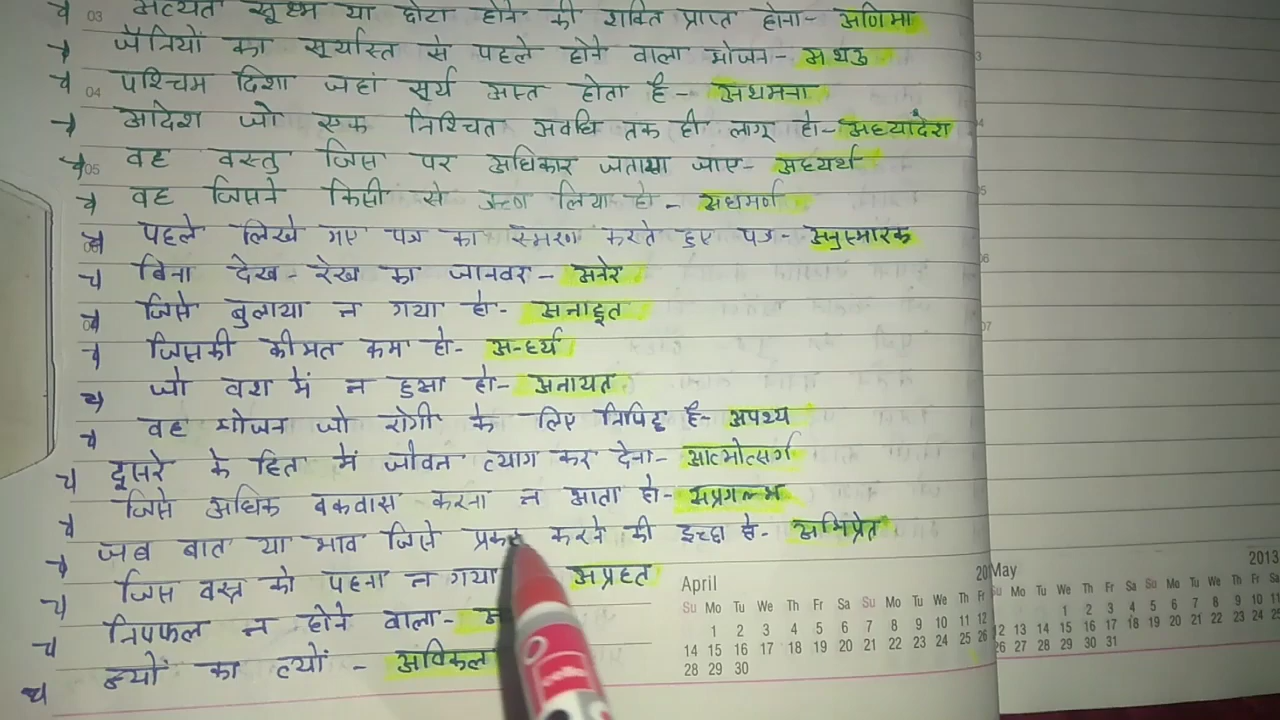 03 अत्यंत सूक्ष्म या छोटा होने की शक्ति प्राप्त होना- अणिमा
जैनियों का सूर्यास्त से पहले होने वाला भोजन- अथऊ
04 पश्चिम दिशा जहां सूर्य अस्त होता है- अथमना
आदेश जो एक निश्चित अवधि तक ही लागू हो- अध्यादेश
05 वह वस्तु जिस पर अधिकार जताया जाए- अध्यर्थ
वह जिसने किसी से ऋण लिया हो- अधमर्ण
पहले लिखे गए पत्र का स्मरण कराते हुए पत्र- अनुस्मारक
बिना देख-रेख का जानवर- अनेर
जिसे बुलाया न गया हो- अनाहूत
जिसकी कीमत कम हो-
जो वश में न हुआ हो- अनायत
वह भोजन जो रोगी के लिए निषिद्ध है- अपथ्य
दूसरे के हित में जीवन त्याग कर देना- आत्मोत्सर्ग
जिसे अधिक बकवास करना न आता हो- अप्रगल्भ
जब बात या भाव जिसे करने की इच्छा हो- अभिप्रेत
जिस वस्त्र को पहना न गया अप्रहत
निष्फल न होने वाला-
ज्यों का त्यों - अविकल
April 20
Su Mo Tu We Th Fr Sa Su Mo Tu We Th Fr
1 2 3 4 5 6 7 8 9 10 11 12
14 15 16 17 18 19 20 21 22 23 24 25 26
28 29 30
May 2013
Mo Tu We Th Fr Sa Su Mo Tu We Th Fr
1 2 3 4 5 6 7 8 9 10 11
12 13 14 15 16 17 18 19 20 21 22 23 24 25
26 27 28 29 30 31